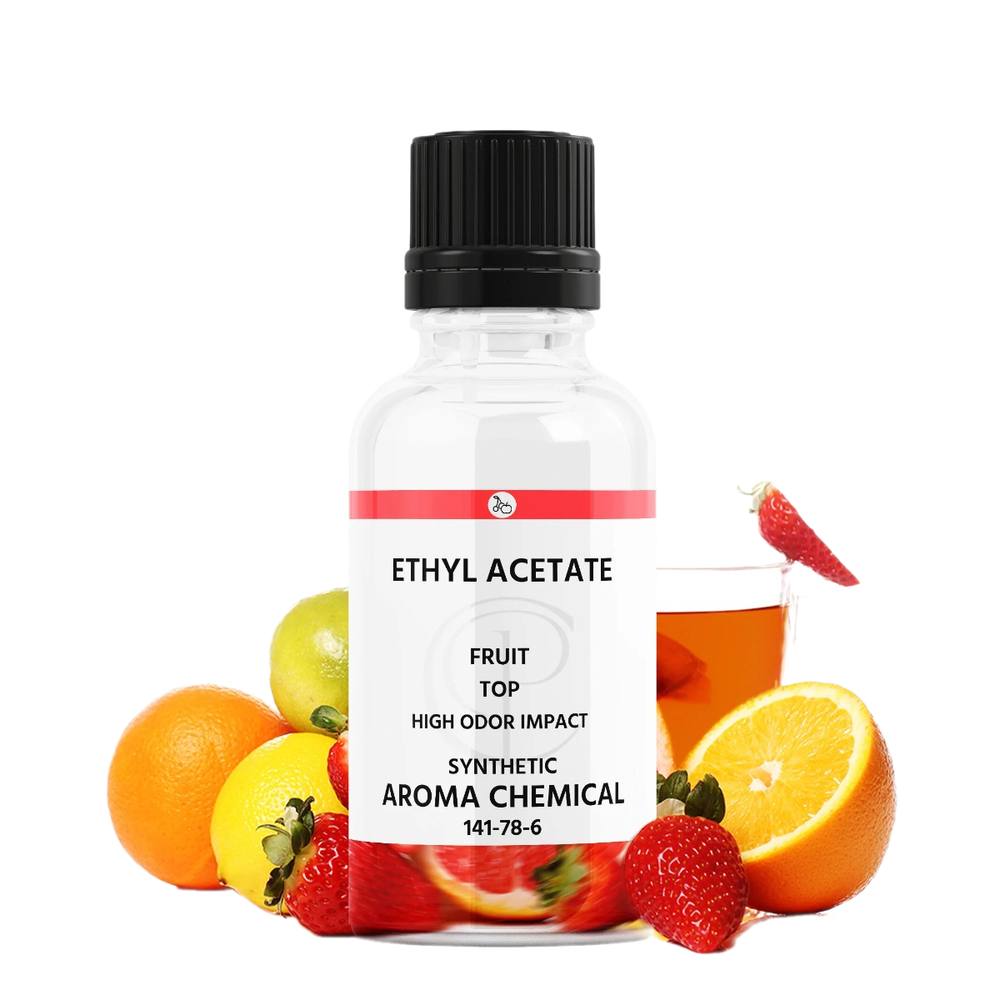 ETHYL ACETATE
FRUIT
TOP
HIGH ODOR IMPACT
SYNTHETIC
AROMA CHEMICAL
141-78-6